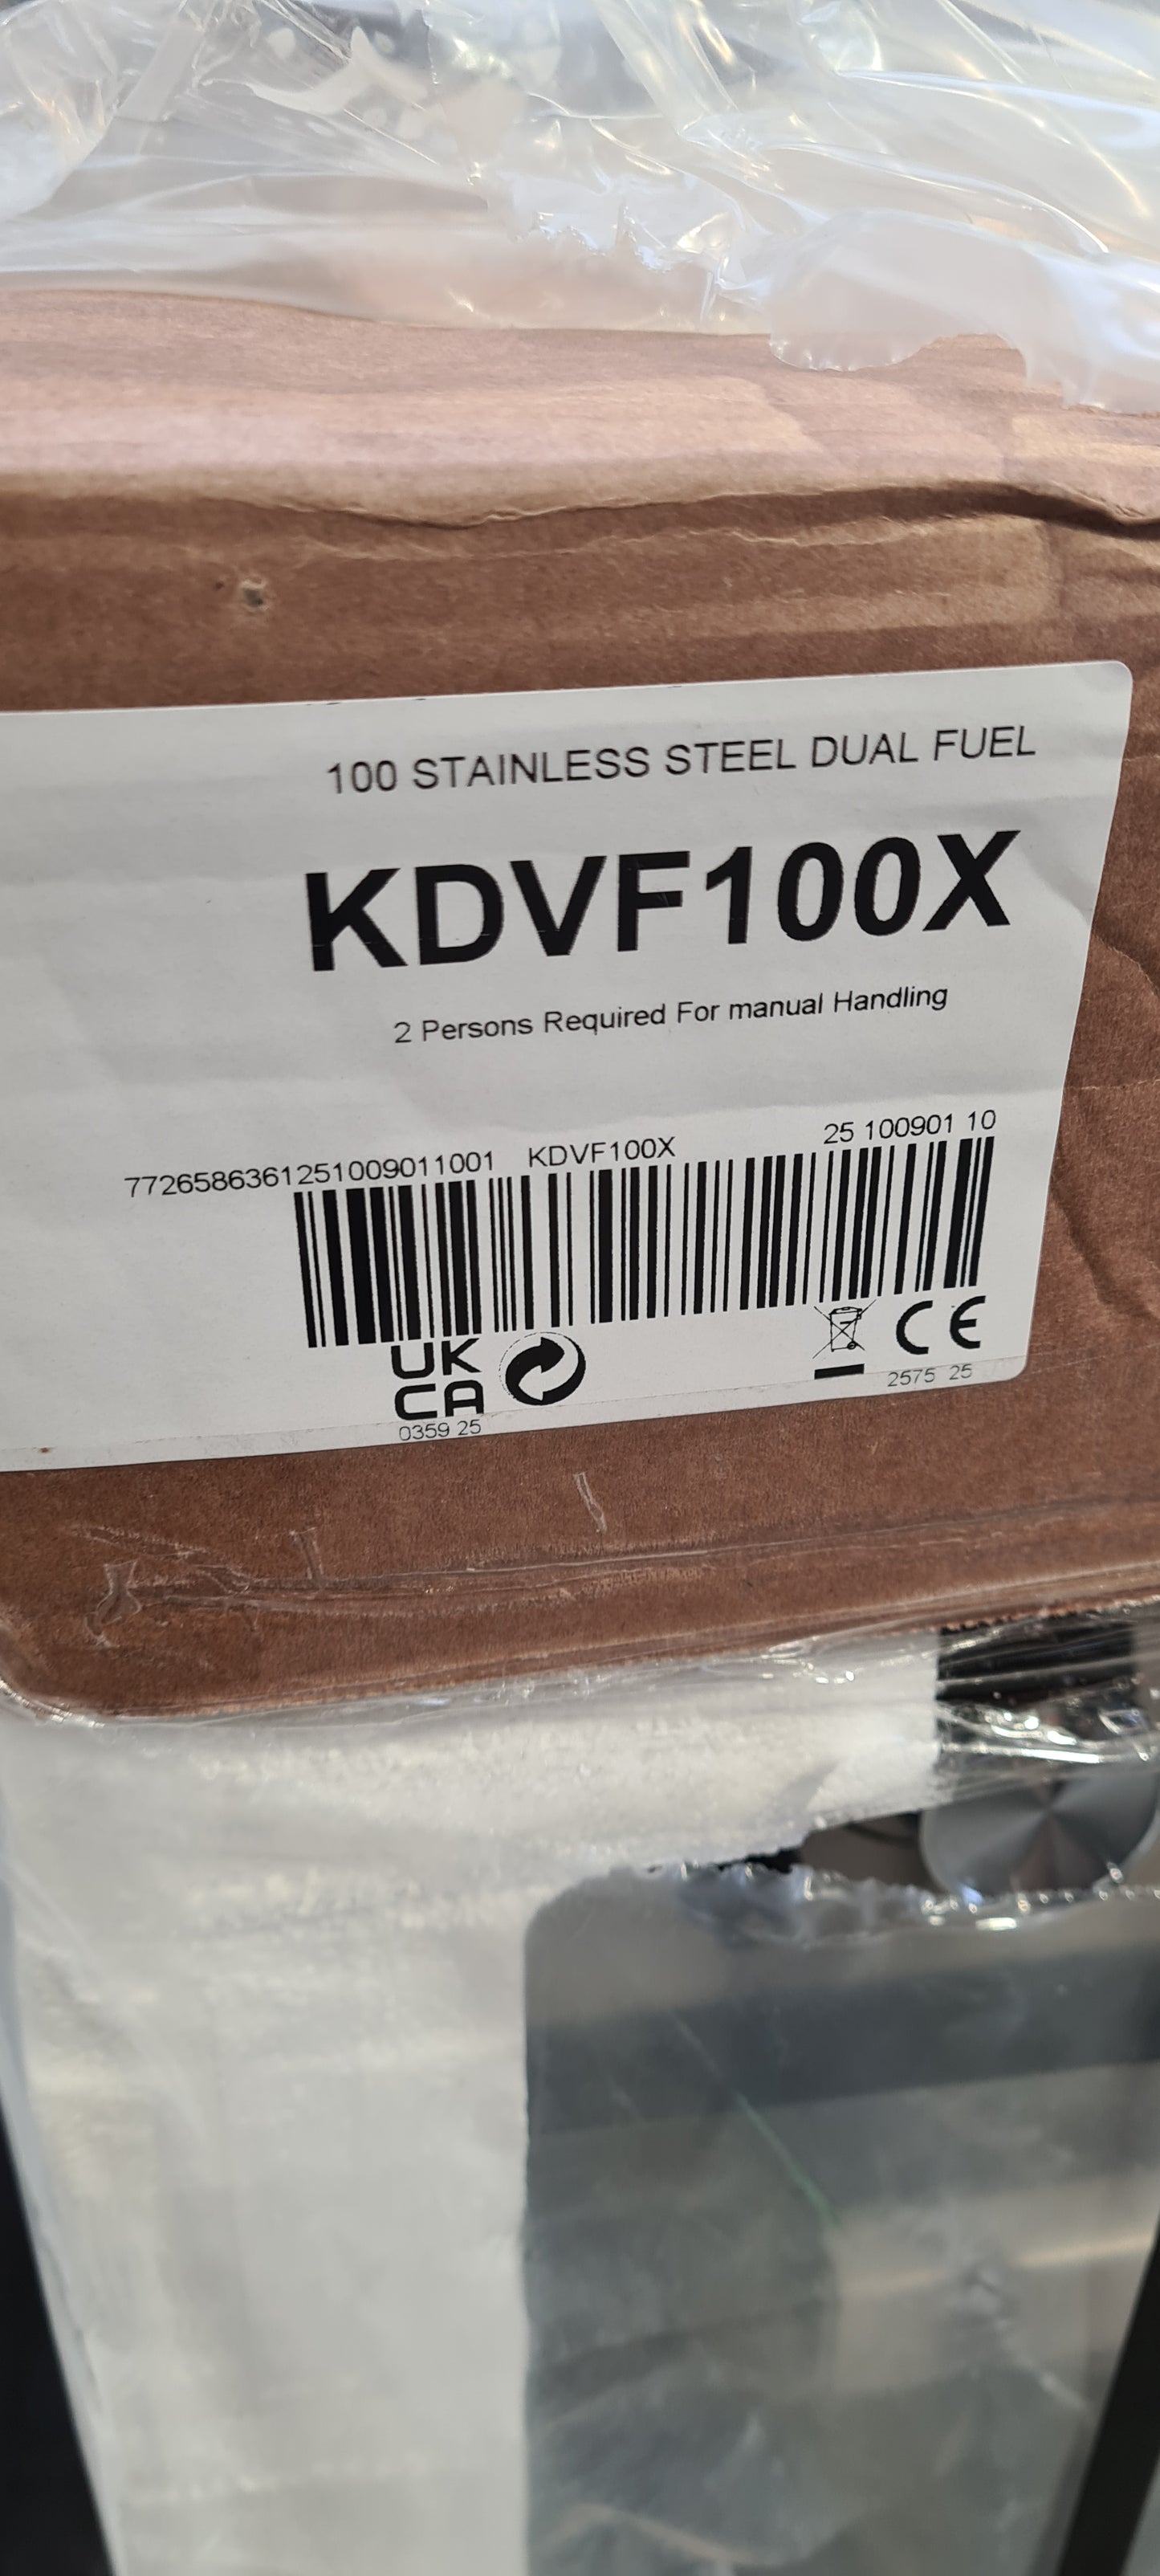 100 STAINLESS STEEL DUAL FUEL
KDVF100X
2 Persons Required For manual Handling
7726586361251009011001 KDVF100X 25 100901 10
UK
CA
0359 25
CE
2575 25